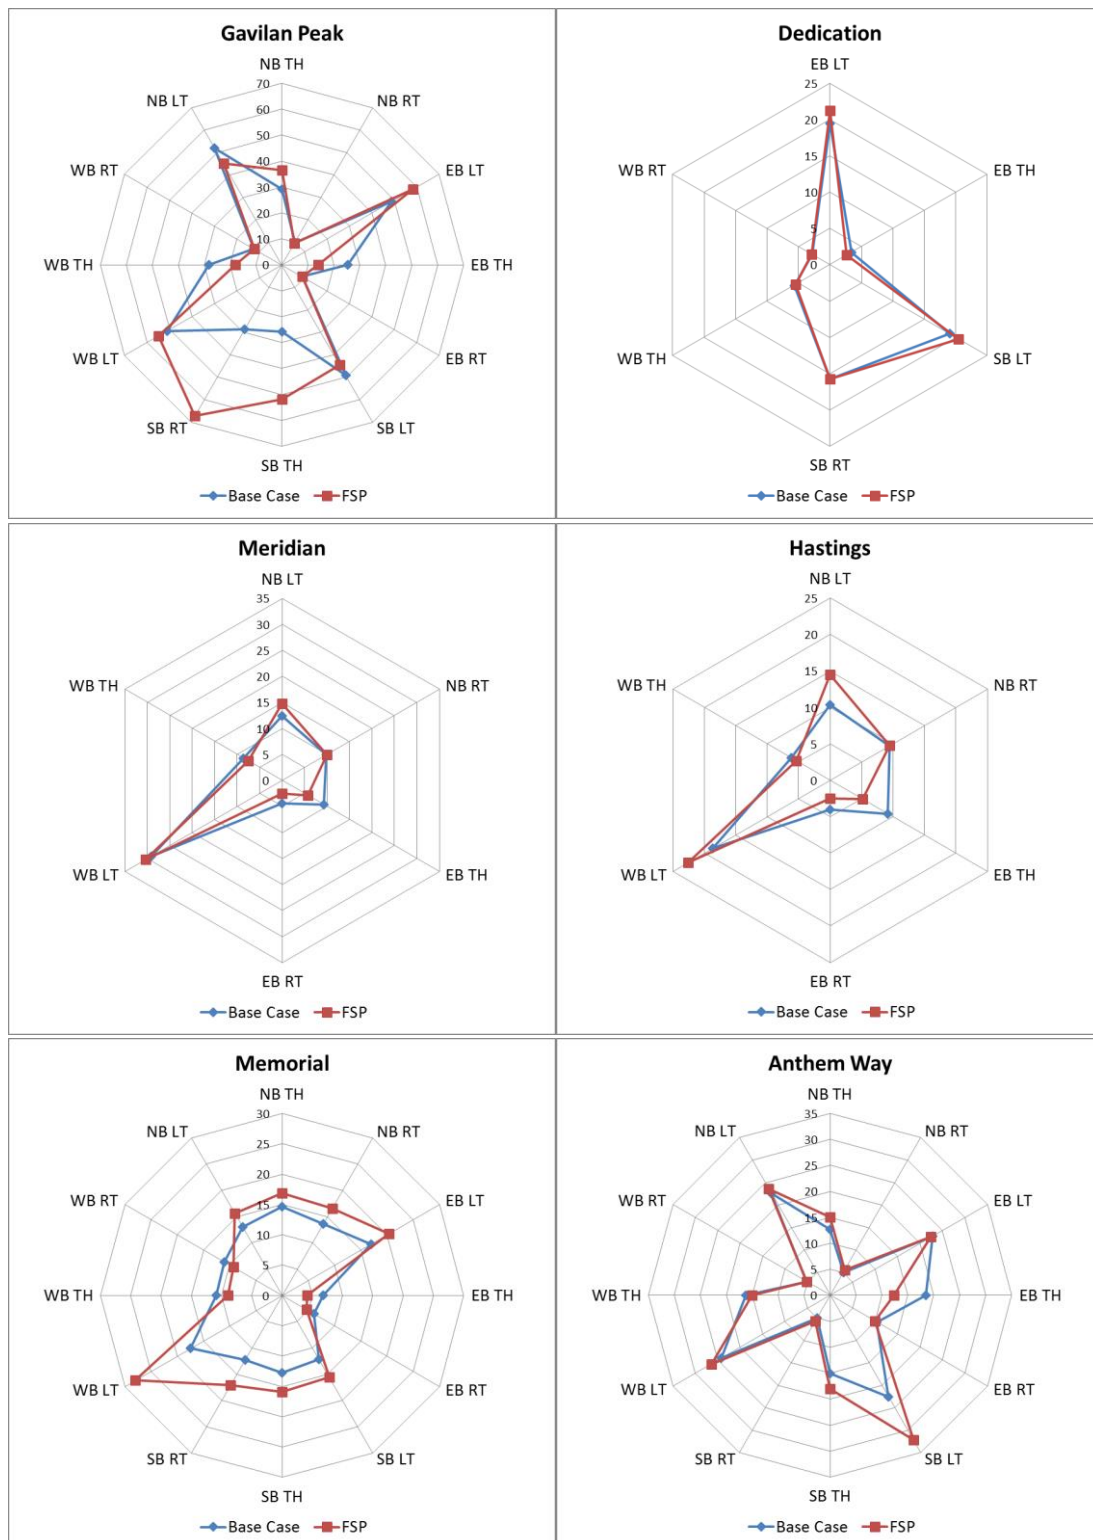 Gavilan Peak
NB TH
NB LT
70
NB RT
60
50
WB RT
40
EB LT
30
20
10
WB TH
0
EB TH
WB LT
EB RT
SB RT
SB LT
SB TH
Base Case FSP
Dedication
EB LT
25
20
WB RT
15
EB TH
10
5
0
WB TH
SB LT
SB RT
Base Case FSP
Meridian
NB LT
35
30
25
WB TH
20
NB RT
15
10
5
0
WB LT
EB TH
EB RT
Base Case FSP
Hastings
NB LT
25
20
WB TH
15
NB RT
10
5
0
WB LT
EB TH
EB RT
Base Case FSP
Memorial
NB TH
30
NB LT
NB RT
25
20
WB RT
EB LT
15
10
5
WB TH
0
EB TH
WB LT
EB RT
SB RT
SB LT
SB TH
Base Case FSP
Anthem Way
NB TH
35
NB LT
NB RT
30
25
WB RT
20
EB LT
15
10
5
WB TH
0
EB TH
WB LT
EB RT
SB RT
SB LT
SB TH
Base Case FSP